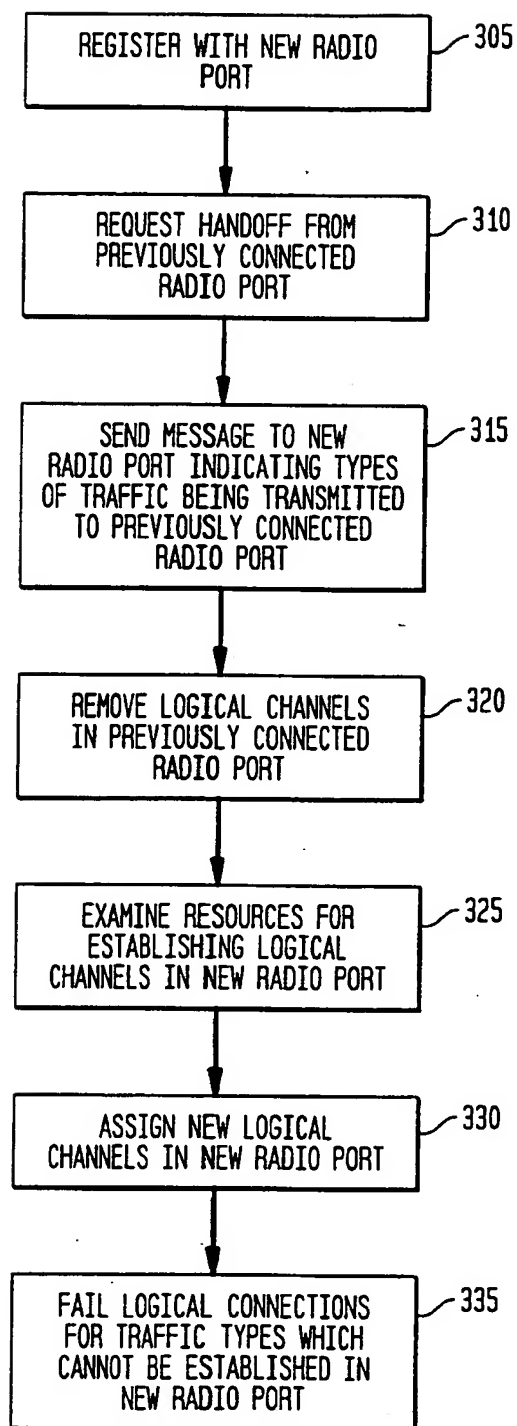 REGISTER WITH NEW RADIO
PORT
305
REQUEST HANDOFF FROM
PREVIOUSLY CONNECTED
RADIO PORT
310
SEND MESSAGE TO NEW
RADIO PORT INDICATING TYPES
OF TRAFFIC BEING TRANSMITTED
TO PREVIOUSLY CONNECTED
RADIO PORT
315
REMOVE LOGICAL CHANNELS
IN PREVIOUSLY CONNECTED
RADIO PORT
320
EXAMINE RESOURCES FOR
ESTABLISHING LOGICAL
CHANNELS IN NEW RADIO PORT
325
ASSIGN NEW LOGICAL
CHANNELS IN NEW RADIO PORT
330
FAIL LOGICAL CONNECTIONS
FOR TRAFFIC TYPES WHICH
CANNOT BE ESTABLISHED IN
NEW RADIO PORT
335